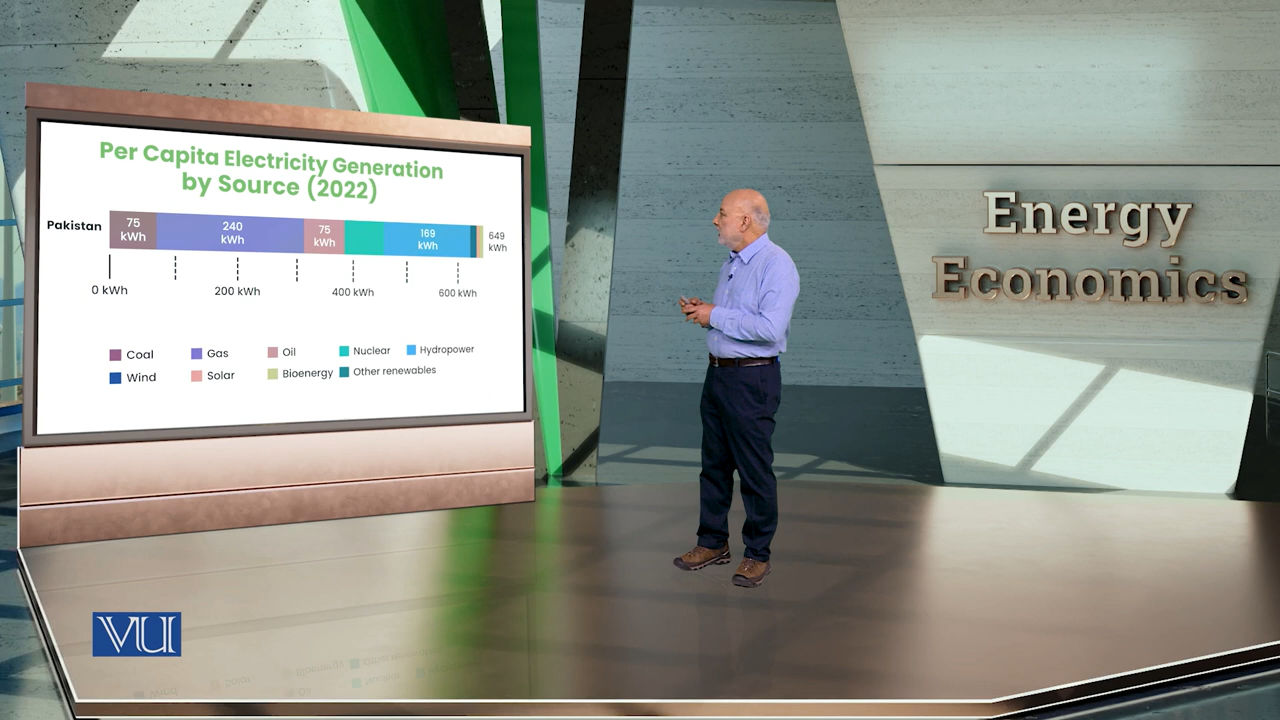 Per Capita Electricity Generation
by Source (2022)
Pakistan
75
kWh
240
kWh
75
kWh
169
kWh
649
kWh
0 kWh
200 kWh
400 kWh
600 kWh
Coal
Gas
Oil
Nuclear
Hydropower
Wind
Solar
Bioenergy
Other renewables
Energy
Economics
VU